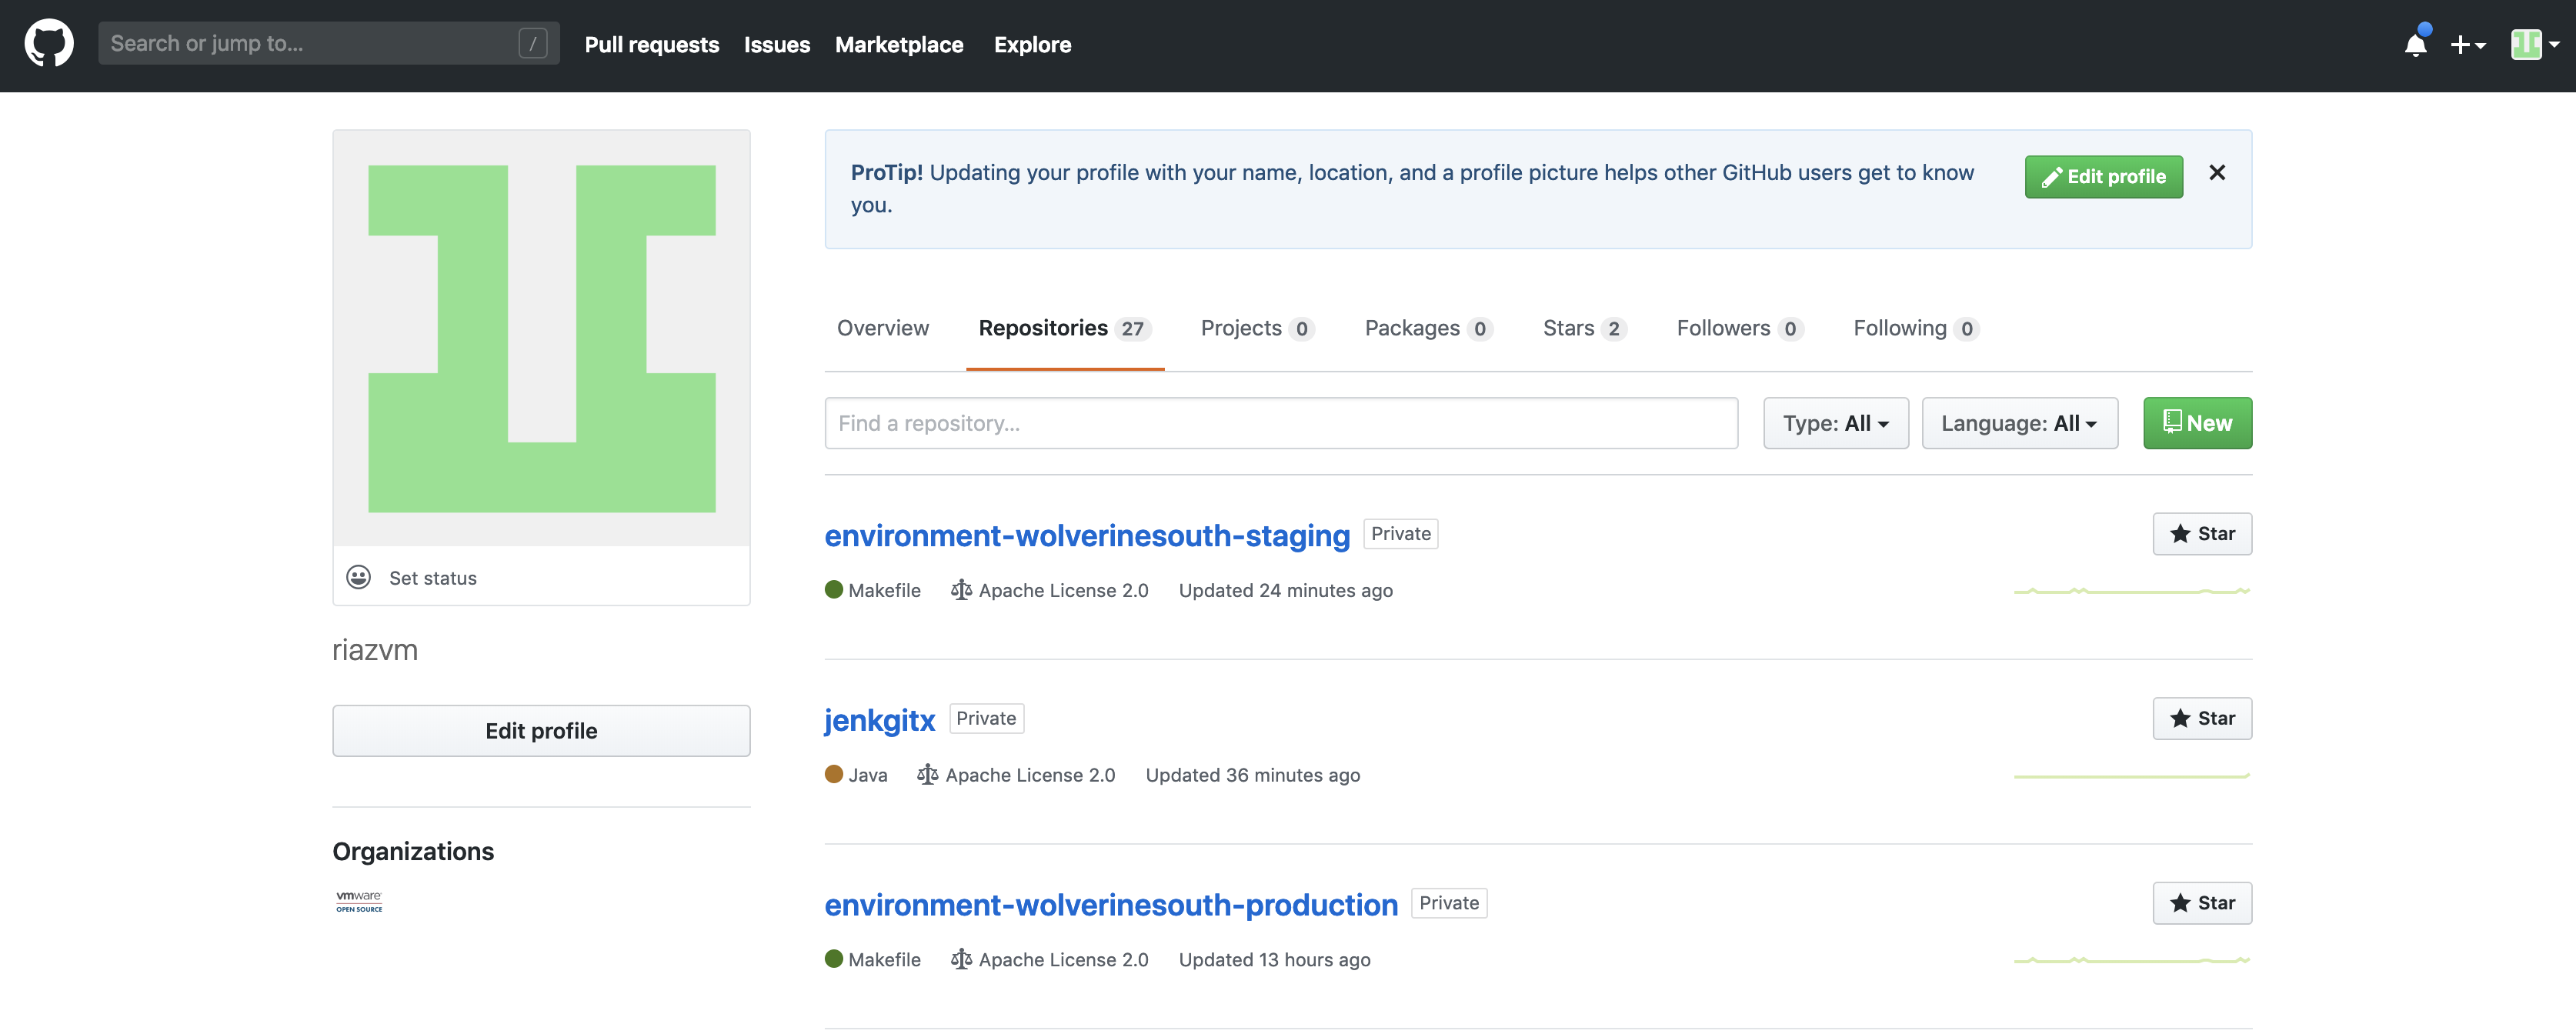 Search or jump to... /
Pull requests Issues Marketplace Explore
ProTip! Updating your profile with your name, location, and a profile picture helps other GitHub users get to know
you.
Edit profile
Set status
riazvm
Edit profile
Organizations
vmware
OPEN SOURCE
Overview Repositories 27 Projects 0 Packages 0 Stars 2 Followers 0 Following 0
Find a repository... Type: All Language: All New
environment-wolverinesouth-staging Private Star
Makefile Apache License 2.0 Updated 24 minutes ago
jenkgitx Private Star
Java Apache License 2.0 Updated 36 minutes ago
environment-wolverinesouth-production Private Star
Makefile Apache License 2.0 Updated 13 hours ago